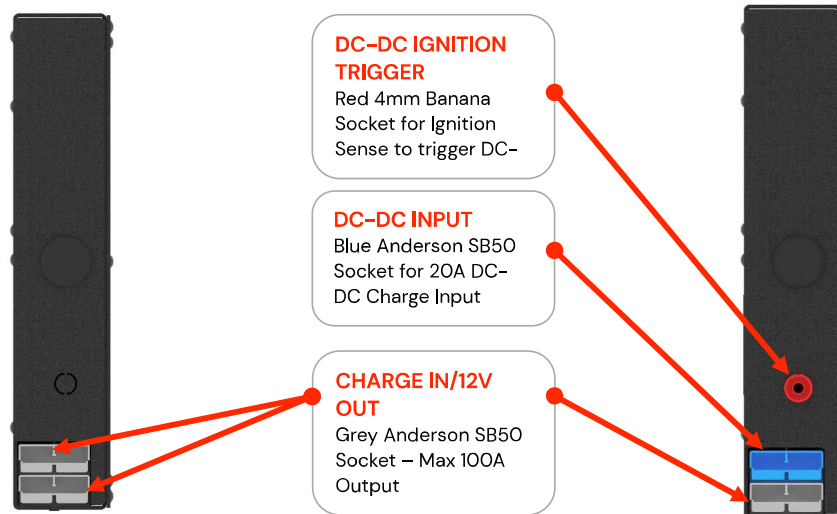 DC-DC IGNITION
TRIGGER
Red 4mm Banana
Socket for Ignition
Sense to trigger DC-
DC-DC INPUT
Blue Anderson SB50
Socket for 20A DC-
DC Charge Input
CHARGE IN/12V
OUT
Grey Anderson SB50
Socket – Max 100A
Output